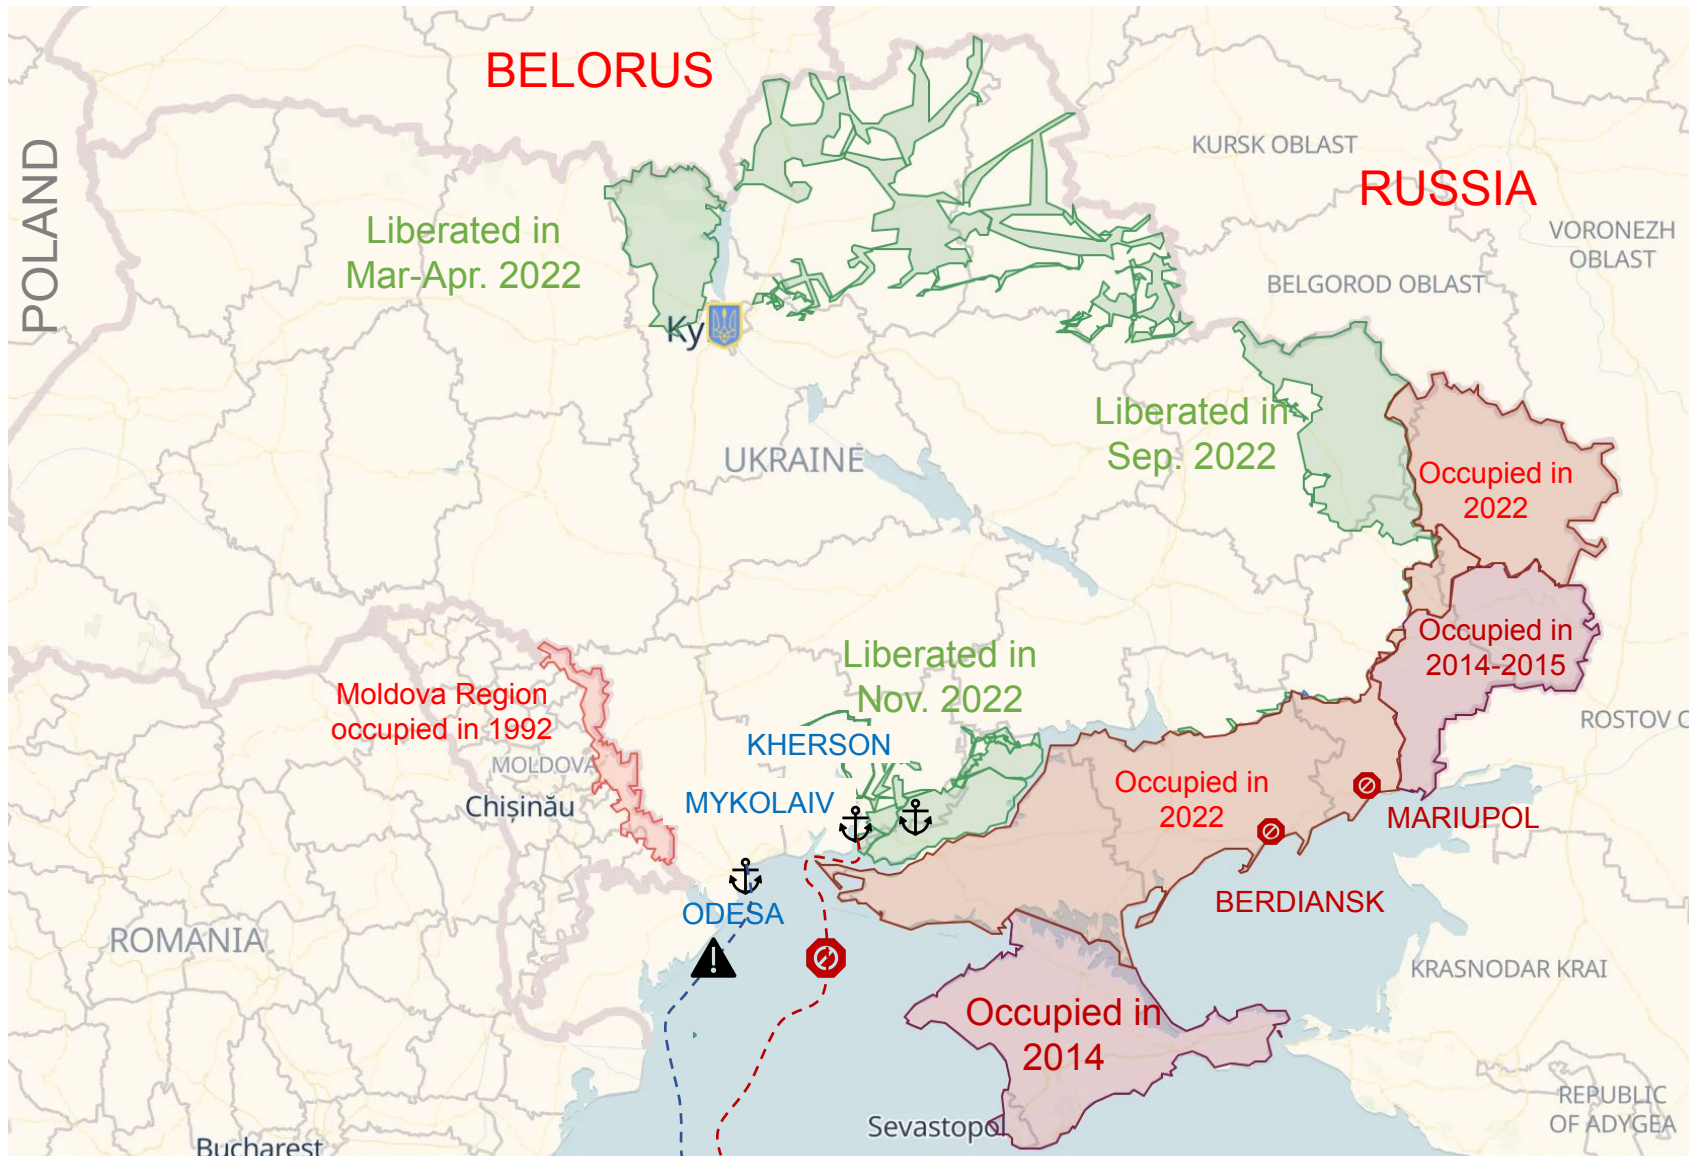 BELORUS
POLAND
KURSK OBLAST
RUSSIA
Liberated in
Mar-Apr. 2022
VORONEZH
OBLAST
BELGOROD OBLAST
Ky
Liberated in
Sep. 2022
UKRAINE
Occupied in
2022
Occupied in
2014-2015
Liberated in
Nov. 2022
Moldova Region
occupied in 1992
ROSTOV O
KHERSON
MOLDOVA
Chișinău
MYKOLAIV
Occupied in
2022
MARIUPOL
BERDIANSK
ODESA
ROMANIA
KRASNODAR KRAI
Occupied in
2014
REPUBLIC
OF ADYGEA
Sevastopol
Bucharest